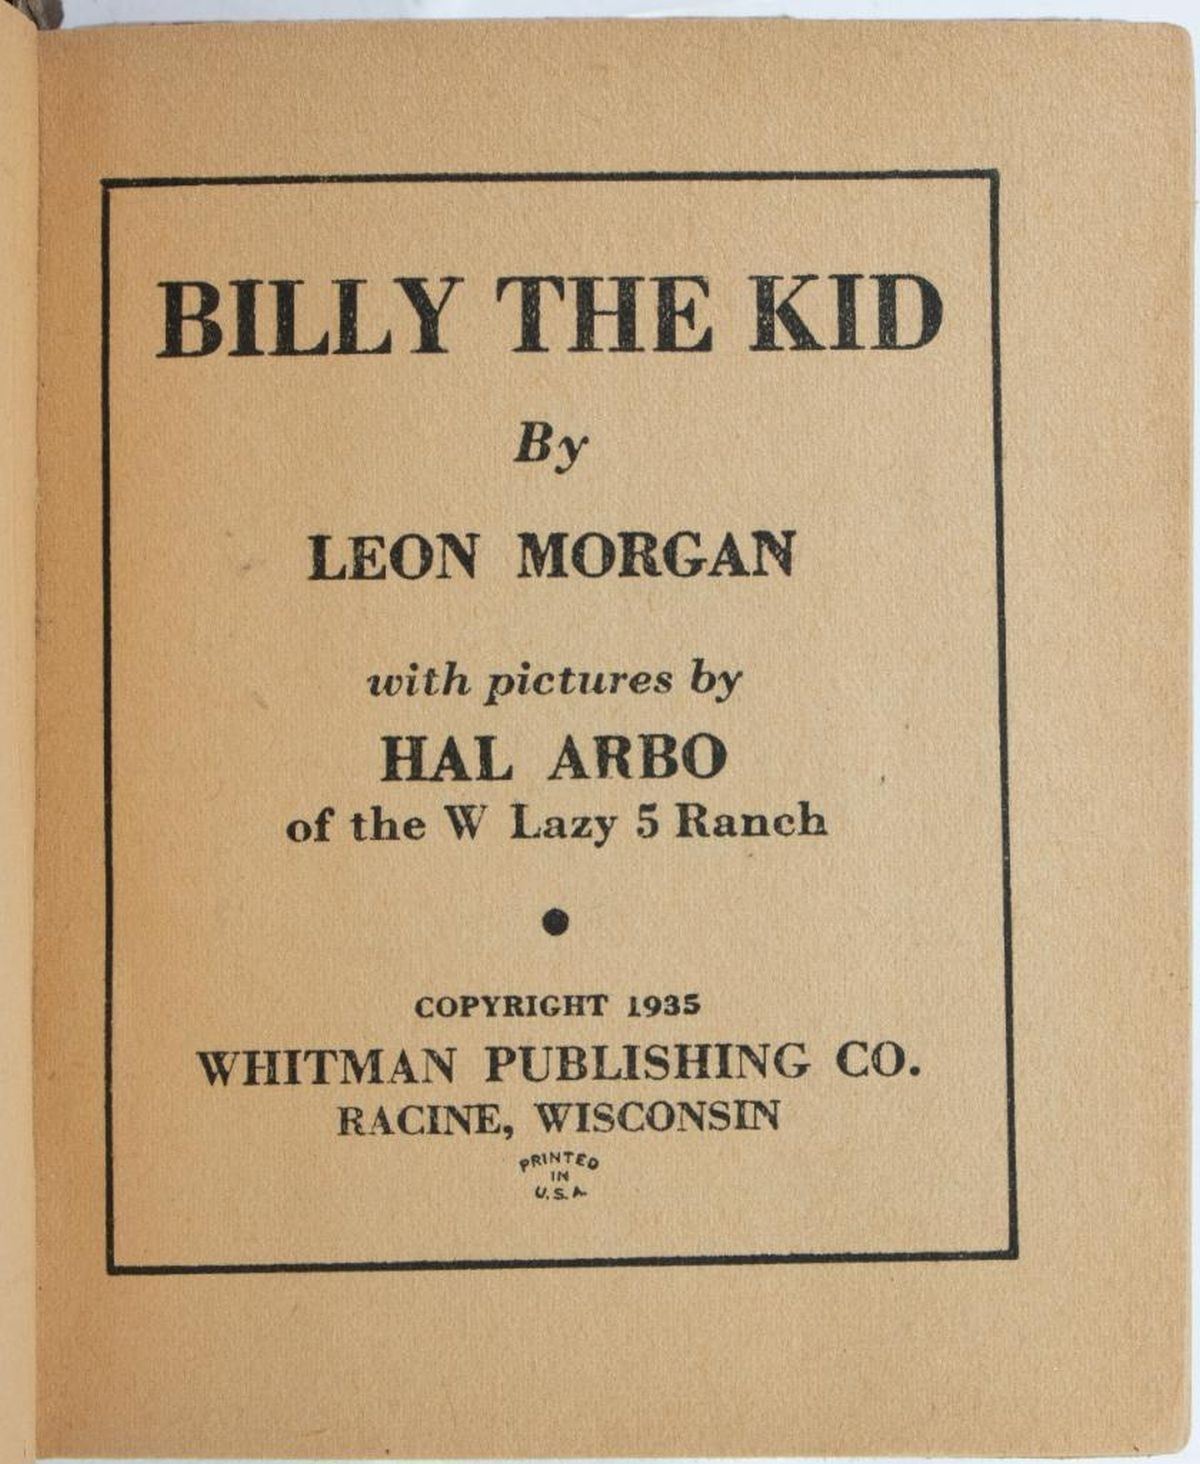 BILLY THE KID
By
LEON MORGAN
with pictures by
HAL ARBO
of the W Lazy 5 Ranch
COPYRIGHT 1935
WHITMAN PUBLISHING CO.
RACINE, WISCONSIN
PRINTED
IN
U.S.A.